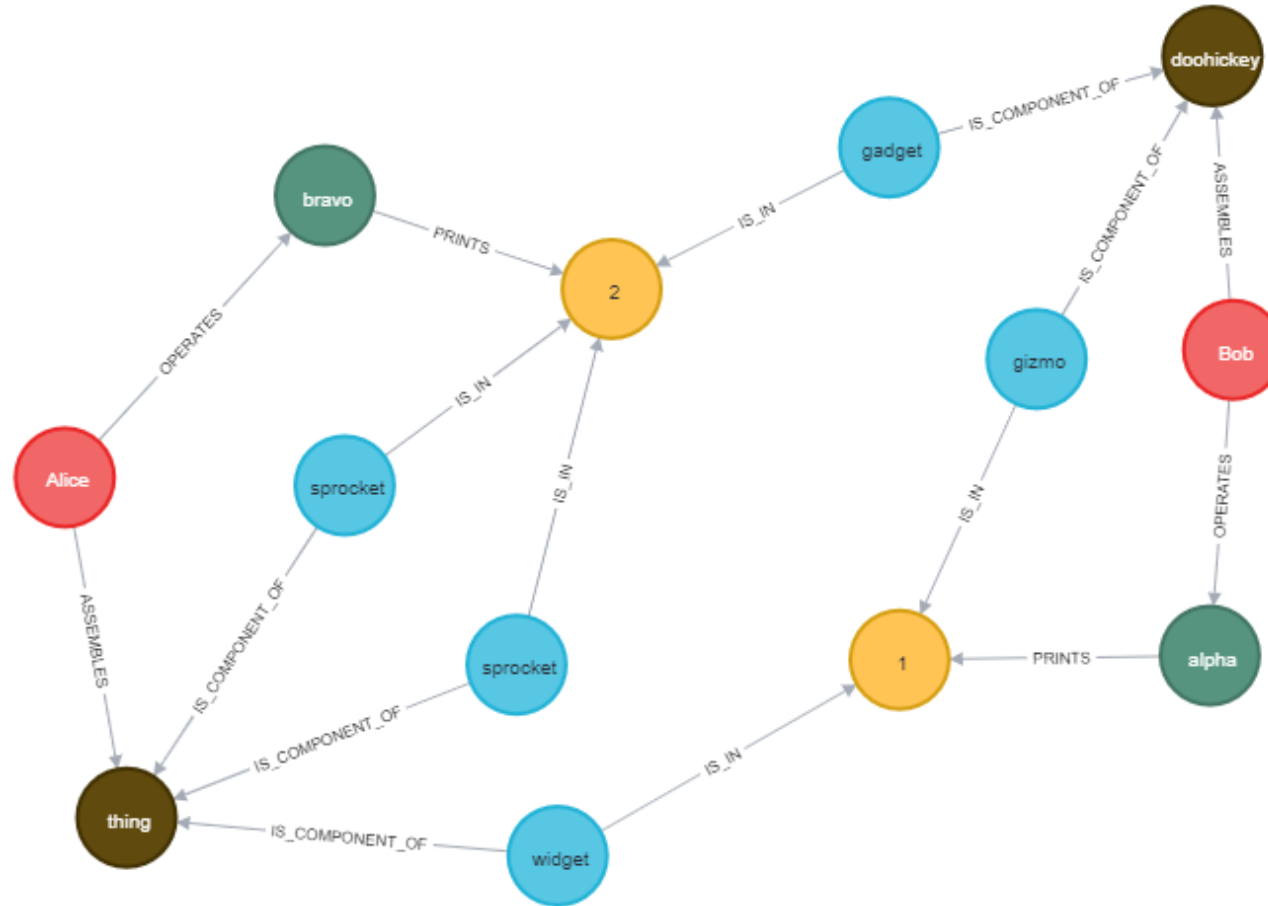 doohickey
IS_COMPONENT_OF
gadget
ASSEMBLES
bravo
IS_COMPONENT_OF
IS_IN
PRINTS
2
OPERATES
gizmo
Bob
IS_IN
Alice
sprocket
IS_IN
IS_IN
OPERATES
IS_COMPONENT_OF
ASSEMBLES
sprocket
1
PRINTS
alpha
IS_COMPONENT_OF
IS_IN
thing
IS_COMPONENT_OF
widget